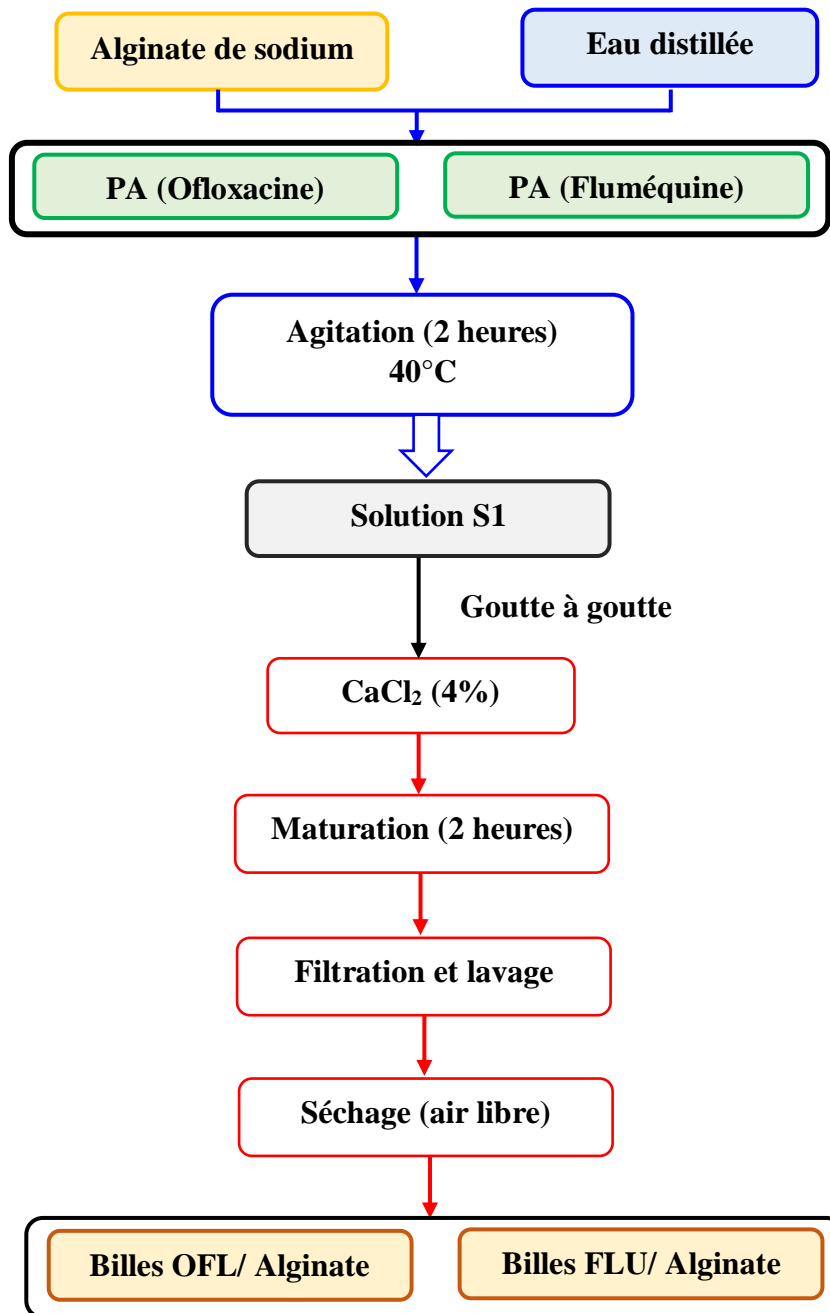 Alginate de sodium
Eau distillée
PA (Ofloxacine)
PA (Fluméquine)
Agitation (2 heures)
40°C
Solution S1
Goutte à goutte
CaCl₂ (4%)
Maturation (2 heures)
Filtration et lavage
Séchage (air libre)
Billes OFL/ Alginate
Billes FLU/ Alginate